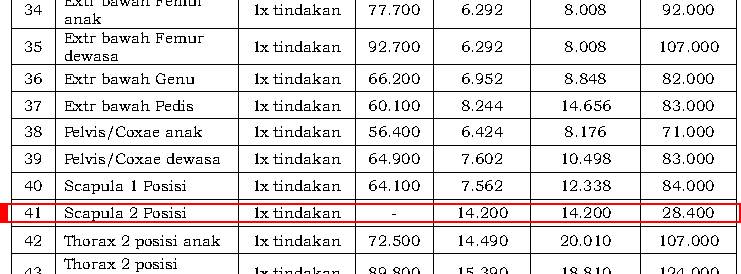 34 Extr bawah Femur 1x tindakan 77.700 6.292 8.008 92.000
anak
35 Extr bawah Femur 1x tindakan 92.700 6.292 8.008 107.000
dewasa
36 Extr bawah Genu 1x tindakan 66.200 6.952 8.848 82.000
37 Extr bawah Pedis 1x tindakan 60.100 8.244 14.656 83.000
38 Pelvis/Coxae anak 1x tindakan 56.400 6.424 8.176 71.000
39 Pelvis/Coxae dewasa 1x tindakan 64.900 7.602 10.498 83.000
40 Scapula 1 Posisi 1x tindakan 64.100 7.562 12.338 84.000
41 Scapula 2 Posisi 1x tindakan - 14.200 14.200 28.400
42 Thorax 2 posisi anak 1x tindakan 72.500 14.490 20.010 107.000
Thorax 2 posisi
43 1x tindakan 89.800 15.390 18.810 124.000